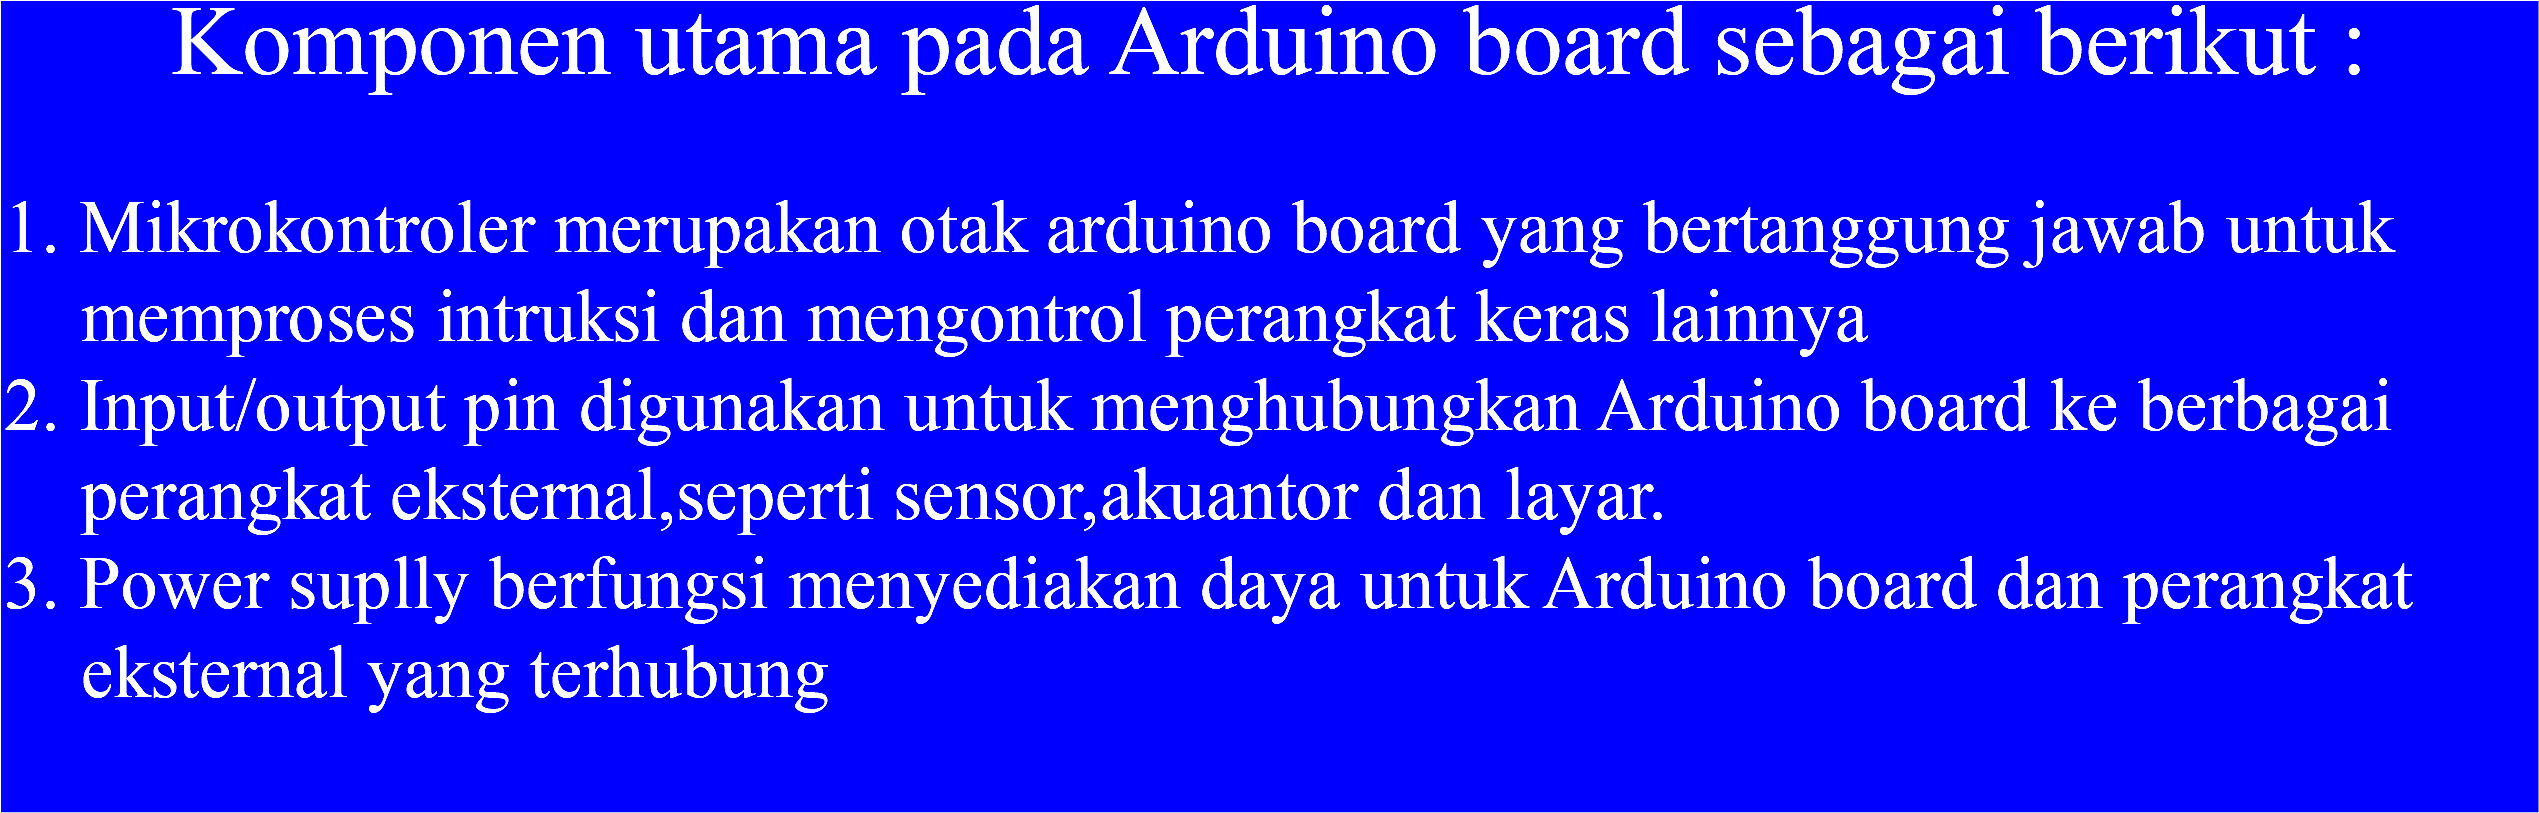 Komponen utama pada Arduino board sebagai berikut :
1. Mikrokontroler merupakan otak arduino board yang bertanggung jawab untuk
memproses intruksi dan mengontrol perangkat keras lainnya
2. Input/output pin digunakan untuk menghubungkan Arduino board ke berbagai
perangkat eksternal,seperti sensor,akuantor dan layar.
3. Power suplly berfungsi menyediakan daya untuk Arduino board dan perangkat
eksternal yang terhubung